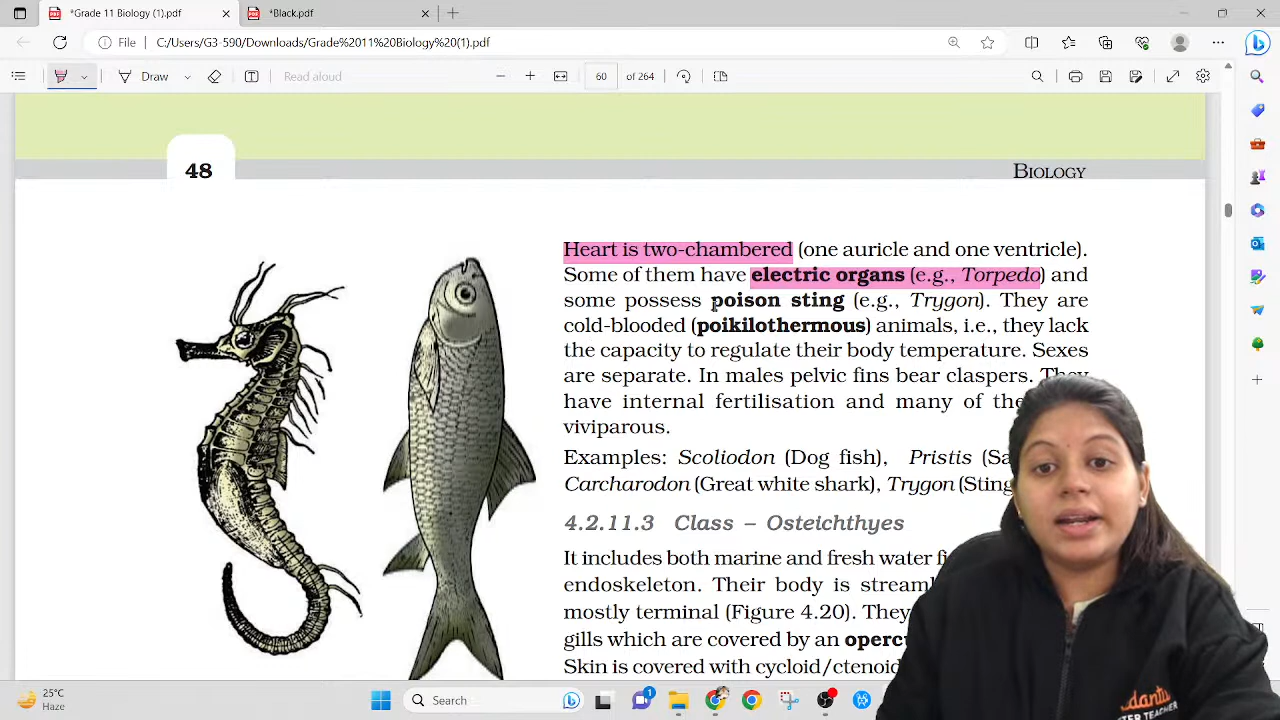 *Grade 11 Biology (1).pdf
*Black.pdf
File C:/Users/G3-590/Downloads/Grade%2011%20Biology%20(1).pdf
Draw
Read aloud
60 of 264
48
BIOLOGY
Heart is two-chambered (one auricle and one ventricle).
Some of them have electric organs (e.g., Torpedo) and
some possess poison sting (e.g., Trygon). They are
cold-blooded (poikilothermous) animals, i.e., they lack
the capacity to regulate their body temperature. Sexes
are separate. In males pelvic fins bear claspers. They
have internal fertilisation and many of
viviparous.
Examples: Scoliodon (Dog fish), Pristis
Carcharodon (Great white shark), Trygon
4.2.11.3 Class – Osteichthyes
It includes both marine and fresh water
endoskeleton. Their body is
mostly terminal (Figure 4.20). They
gills which are covered by an
Skin is covered with cycloid/ctenoid
25°C
Haze
Search
1